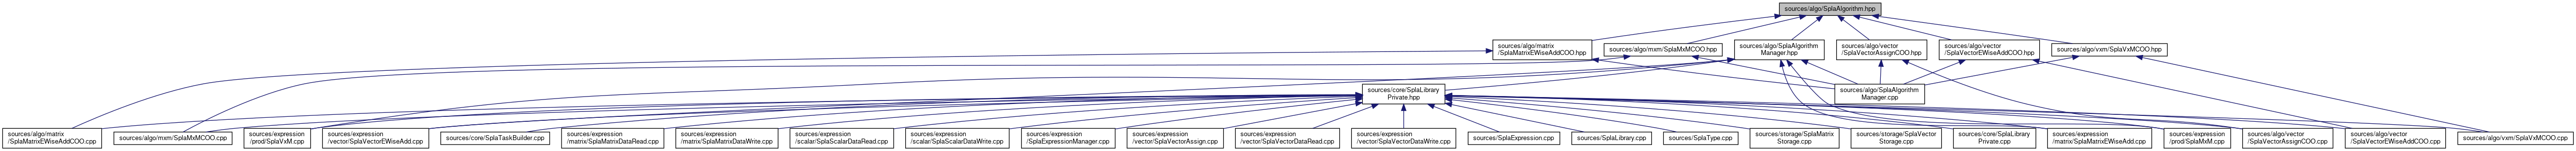 sources/algo/SplaAlgorithm.hpp
sources/algo/matrix
/SplaMatrixEWiseAddCOO.hpp
sources/algo/mxm/SplaMxMCOO.hpp
sources/algo/SplaAlgorithm
Manager.hpp
sources/algo/vector
/SplaVectorAssignCOO.hpp
sources/algo/vector
/SplaVectorEWiseAddCOO.hpp
sources/algo/vxm/SplaVxMCOO.hpp
sources/core/SplaLibrary
Private.hpp
sources/algo/SplaAlgorithm
Manager.cpp
sources/algo/matrix
/SplaMatrixEWiseAddCOO.cpp
sources/algo/mxm/SplaMxMCOO.cpp
sources/expression
/prod/SplaVxM.cpp
sources/expression
/vector/SplaVectorEWiseAdd.cpp
sources/core/SplaTaskBuilder.cpp
sources/expression
/matrix/SplaMatrixDataRead.cpp
sources/expression
/matrix/SplaMatrixDataWrite.cpp
sources/expression
/scalar/SplaScalarDataRead.cpp
sources/expression
/scalar/SplaScalarDataWrite.cpp
sources/expression
/SplaExpressionManager.cpp
sources/expression
/vector/SplaVectorAssign.cpp
sources/expression
/vector/SplaVectorDataRead.cpp
sources/expression
/vector/SplaVectorDataWrite.cpp
sources/SplaExpression.cpp
sources/SplaLibrary.cpp
sources/SplaType.cpp
sources/storage/SplaMatrix
Storage.cpp
sources/storage/SplaVector
Storage.cpp
sources/core/SplaLibrary
Private.cpp
sources/expression
/matrix/SplaMatrixEWiseAdd.cpp
sources/expression
/prod/SplaMxM.cpp
sources/algo/vector
/SplaVectorAssignCOO.cpp
sources/algo/vector
/SplaVectorEWiseAddCOO.cpp
sources/algo/vxm/SplaVxMCOO.cpp